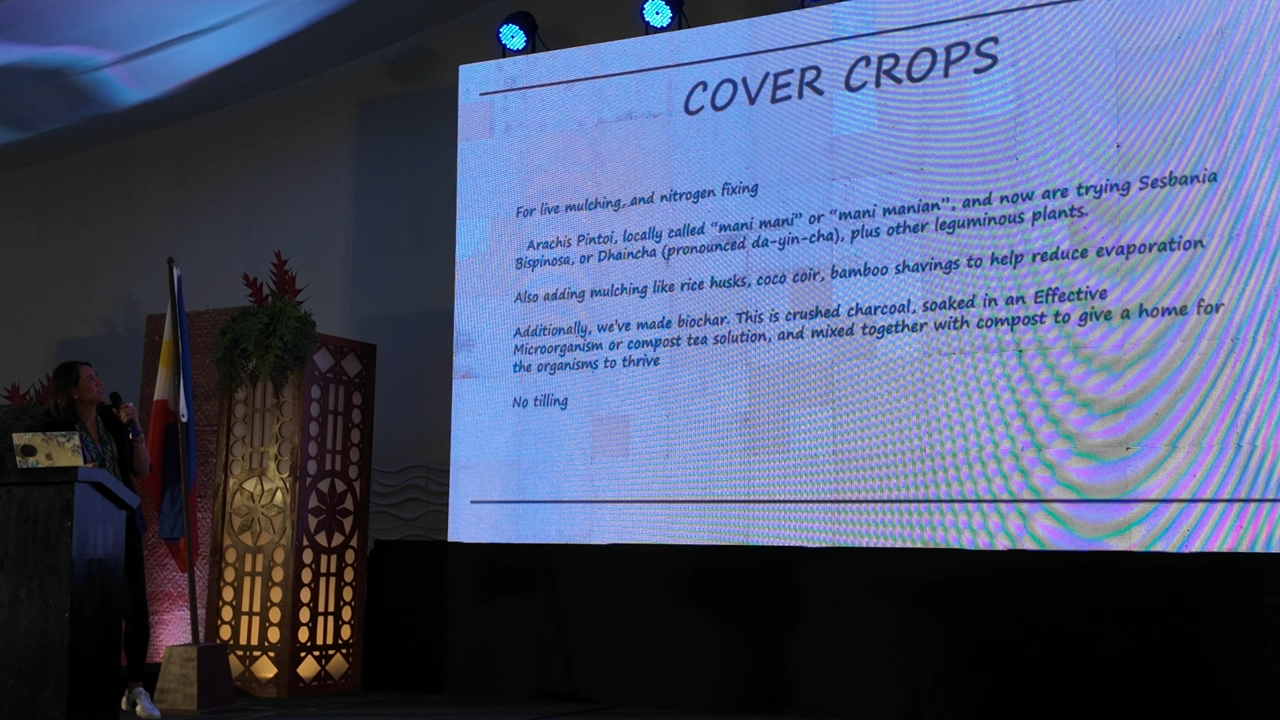 COVER CROPS
For live mulching, and nitrogen fixing
Arachis Pintoi, locally called “mani mani” or “mani manian”, and now are trying Sesbania
Bispinosa, or Dhaincha (pronounced da-yin-cha), plus other leguminous plants.
Also adding mulching like rice husks, coco coir, bamboo shavings to help reduce evaporation
Additionally, we've made biochar. This is crushed charcoal, soaked in an Effective
Microorganism or compost tea solution, and mixed together with compost to give a home for
the organisms to thrive
No tilling